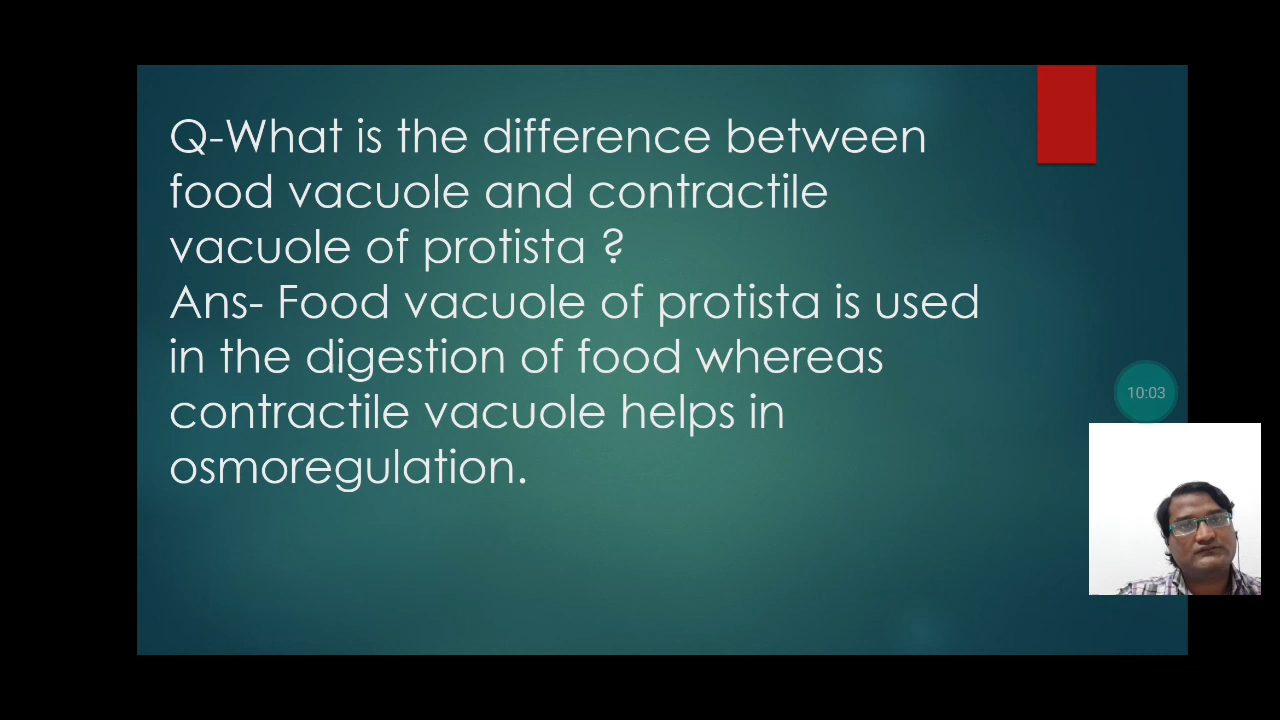 Q-What is the difference between
food vacuole and contractile
vacuole of protista ?
Ans- Food vacuole of protista is used
in the digestion of food whereas
contractile vacuole helps in
osmoregulation.
10:03